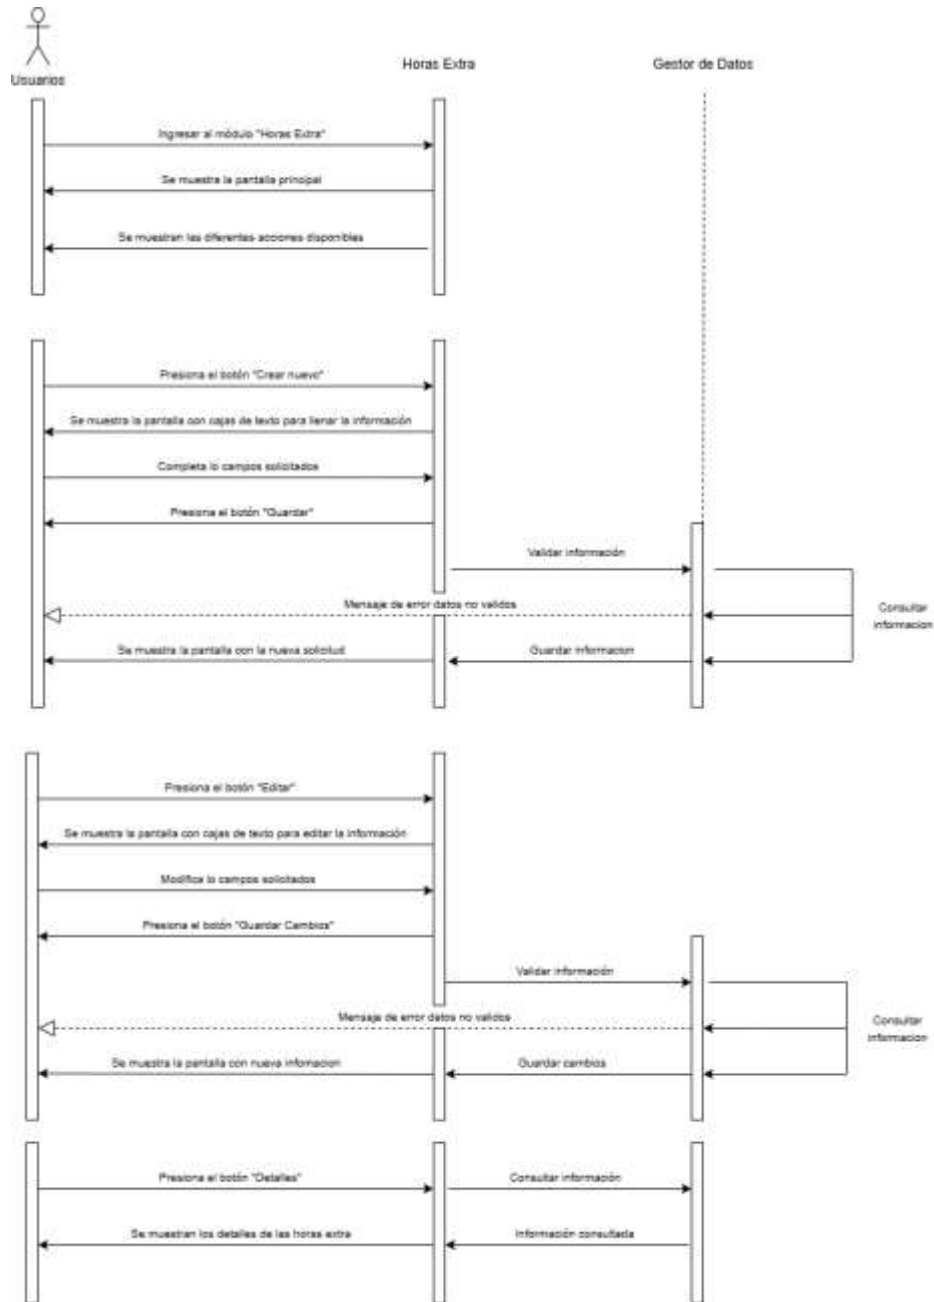 Usuarios
Horas Extra
Gestor de Datos
Ingresar al módulo "Horas Extra"
Se muestra la pantalla principal
Se muestran las diferentes acciones disponibles
Presiona el botón "Crear nuevo"
Se muestra la pantalla con cajas de texto para llenar la información
Completa lo campos solicitados
Presiona el botón "Guardar"
Validar información
Mensaje de error datos no validos
Consultar
informacion
Se muestra la pantalla con la nueva solicitud
Guardar informacion
Presiona el botón "Editar"
Se muestra la pantalla con cajas de texto para editar la información
Modifica lo campos solicitados
Presiona el botón "Guardar Cambios"
Validar información
Mensaje de error datos no validos
Consultar
informacion
Se muestra la pantalla con nueva infomacion
Guardar cambios
Presiona el botón "Detalles"
Consultar información
Se muestran los detalles de las horas extra
Información consultada